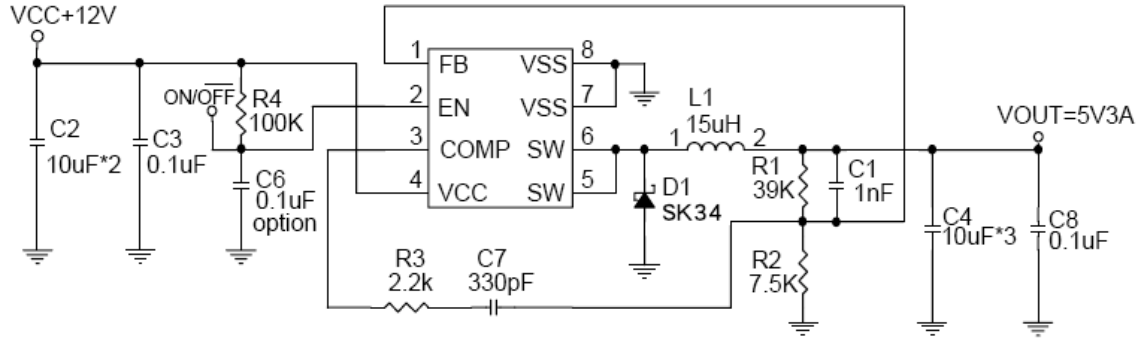 VCC+12V
C2
10uF*2
C3
0.1uF
ON/OFF
R4
100K
C6
0.1uF
option
1
FB
2
EN
3
COMP
4
VCC
VSS
8
VSS
7
SW
6
SW
5
L1
1
15uH
2
D1
SK34
R1
39K
C1
1nF
R2
7.5K
R3
2.2k
C7
330pF
VOUT=5V3A
C4
10uF*3
C8
0.1uF